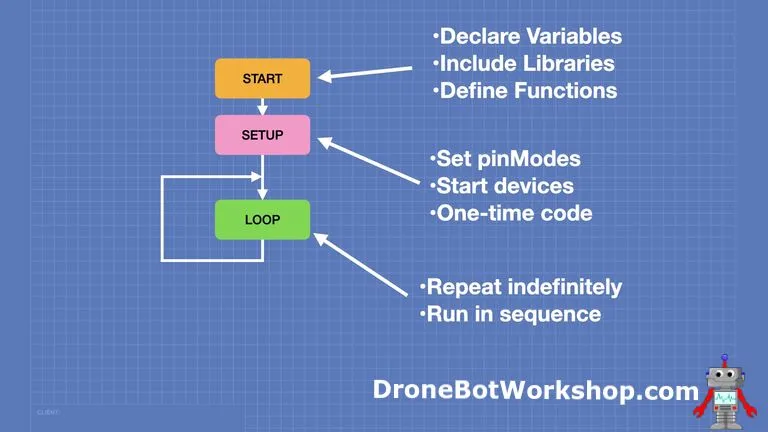 •Declare Variables
•Include Libraries
•Define Functions
START
SETUP
•Set pinModes
•Start devices
•One-time code
LOOP
•Repeat indefinitely
•Run in sequence
DroneBotWorkshop.com
CLIENT